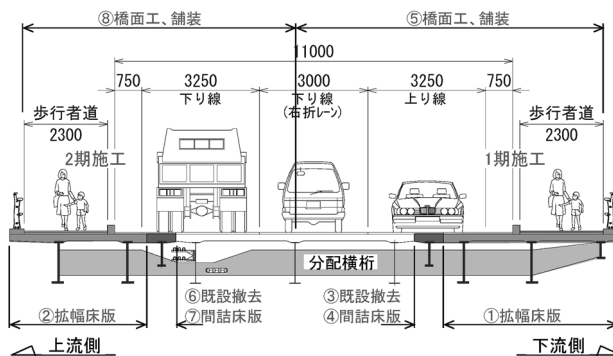 ⑧橋面工、舗装
⑤橋面工、舗装
11000
750
3250
3000
3250
750
下り線
下り線
(右折レーン)
上り線
歩行者道
2300
歩行者道
2300
2期施工
1期施工
分配横桁
⑥既設撤去
③既設撤去
②拡幅床版
⑦間詰床版
④間詰床版
①拡幅床版
上流側
下流側